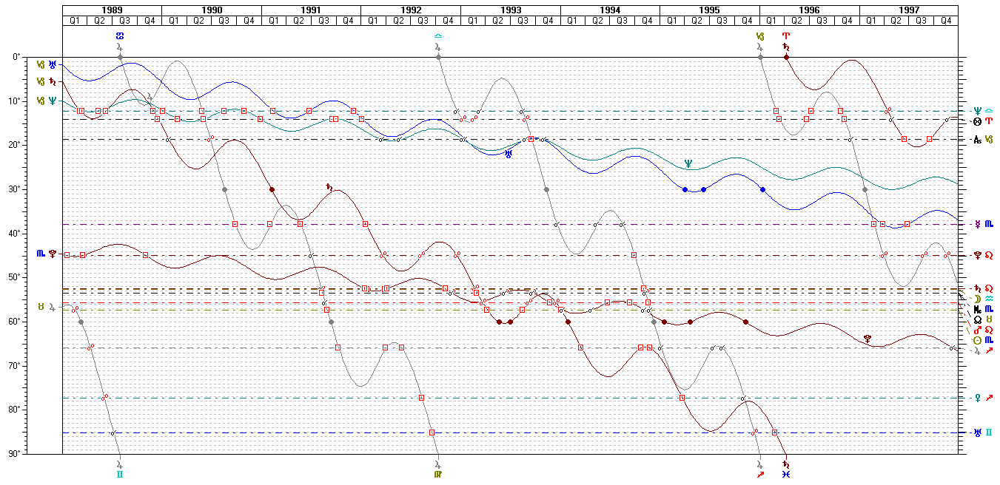 1989 1990 1991 1992 1993 1994 1995 1996 1997
Q1 Q2 Q3 Q4 Q1 Q2 Q3 Q4 Q1 Q2 Q3 Q4 Q1 Q2 Q3 Q4 Q1 Q2 Q3 Q4 Q1 Q2 Q3 Q4 Q1 Q2 Q3 Q4 Q1 Q2 Q3 Q4 Q1 Q2 Q3 Q4
♋ ♎ ♑ ♈
♃ ♃ ♃ ♄
0°
♑ ♅
♑ ♄
10° ♑ ♆ ♃ ♆ ♎
⊗ ♈
As ♑
20° ♅ ♆
30° ♄
☿ ♏
40°
♏ ♇ ♇ ♌
50°
♄ ♌
☽ ♒
♉ ♃ Mc ♏
60° ☊ ♉
♂ ♌
♇ ☉ ♏
♃ ♐
70°
♀ ♐
80°
♅ ♊
90°
♃ ♃ ♃ ♄
♊ ♍ ♐ ♓